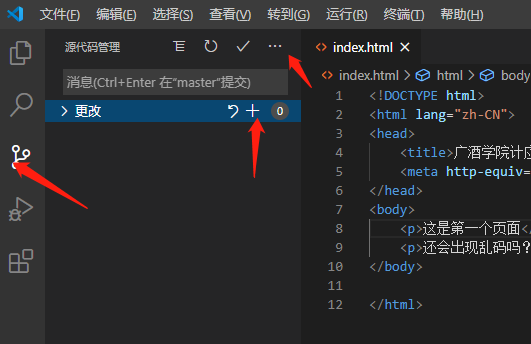 文件(F) 编辑(E) 选择(S) 查看(V) 转到(G) 运行(R) 终端(T) 帮助(H)
源代码管理
消息(Ctrl+Enter 在"master"提交)
更改 0
index.html
index.html > html > body
1 <!DOCTYPE html>
2 <html lang="zh-CN">
3 <head>
4 <title>广酒学院计应
5 <meta http-equiv=
6 </head>
7 <body>
8 <p>这是第一个页面</
9 <p>还会出现乱码吗?
10 </body>
11
12 </html>